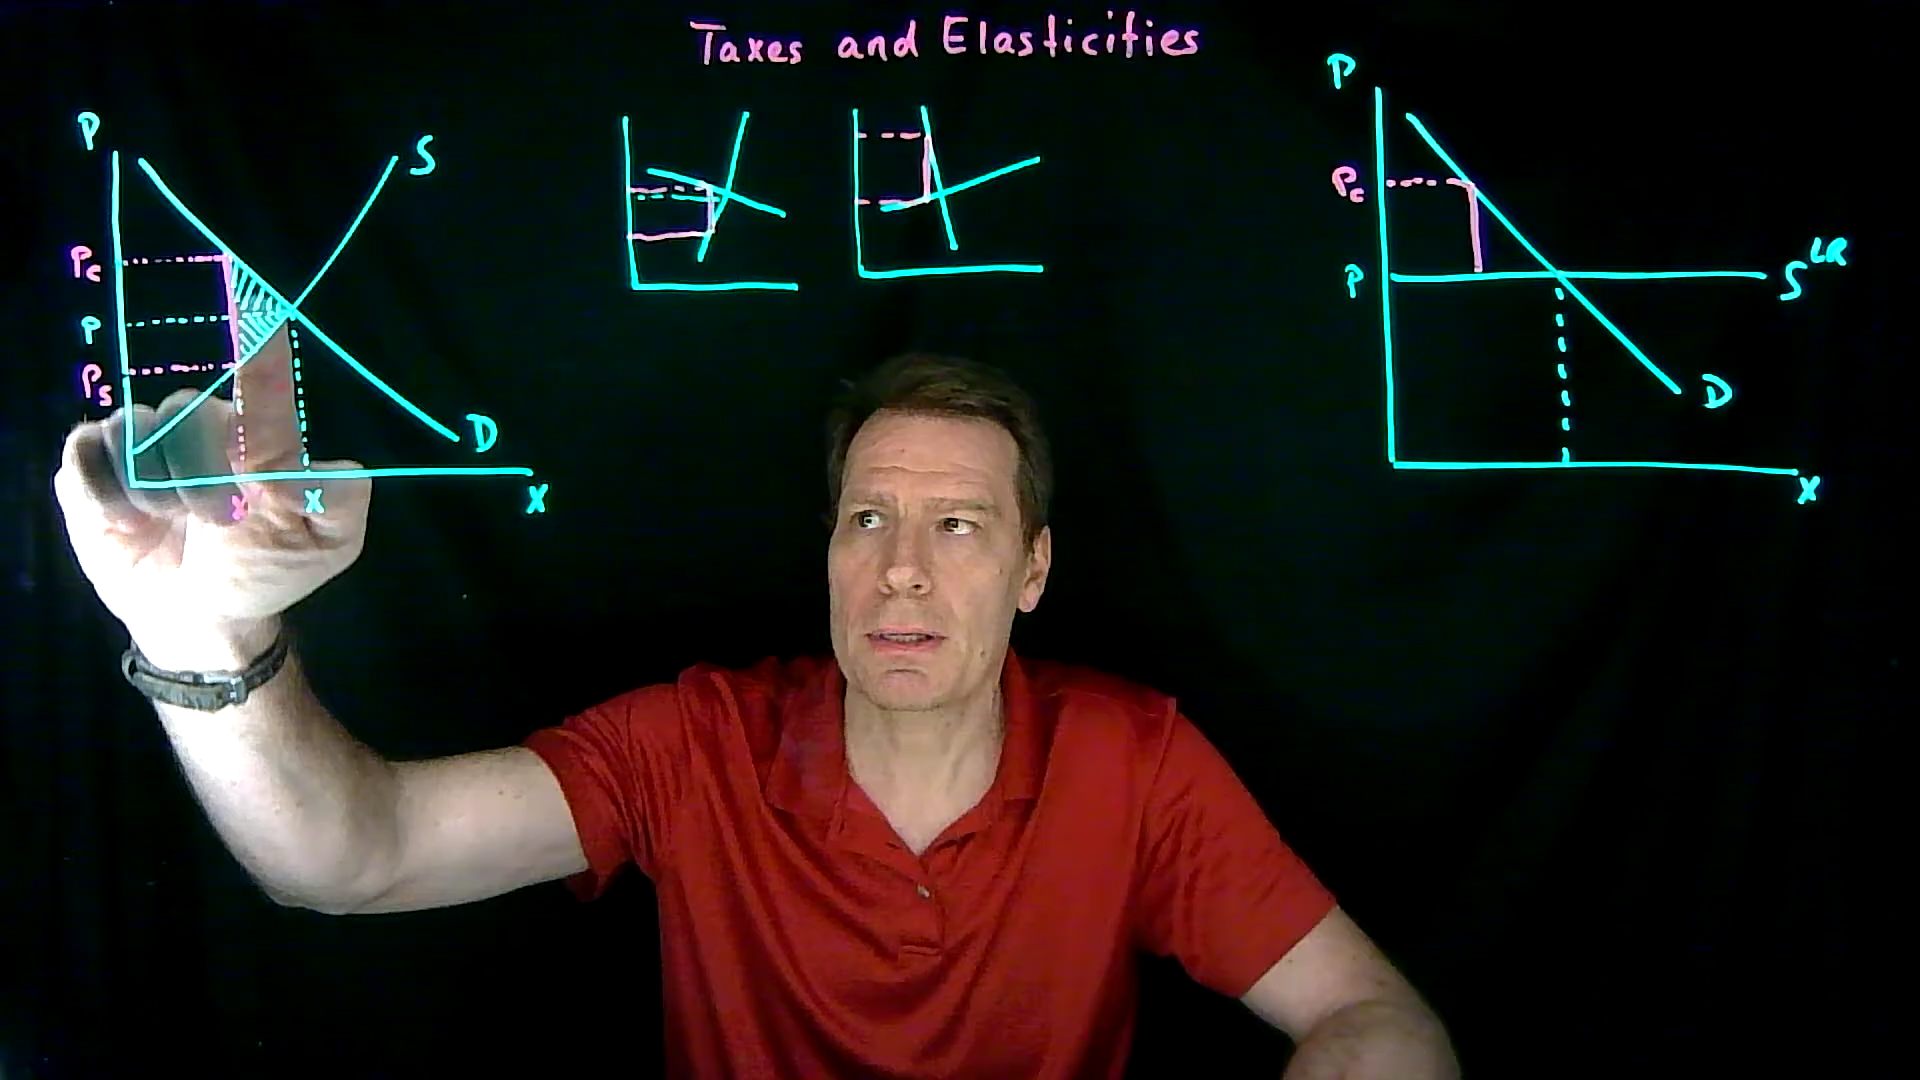 Taxes and Elasticities
P
S
Pc
P
Ps
D
x
x
x
P
Pc
P
S^LR
D
x